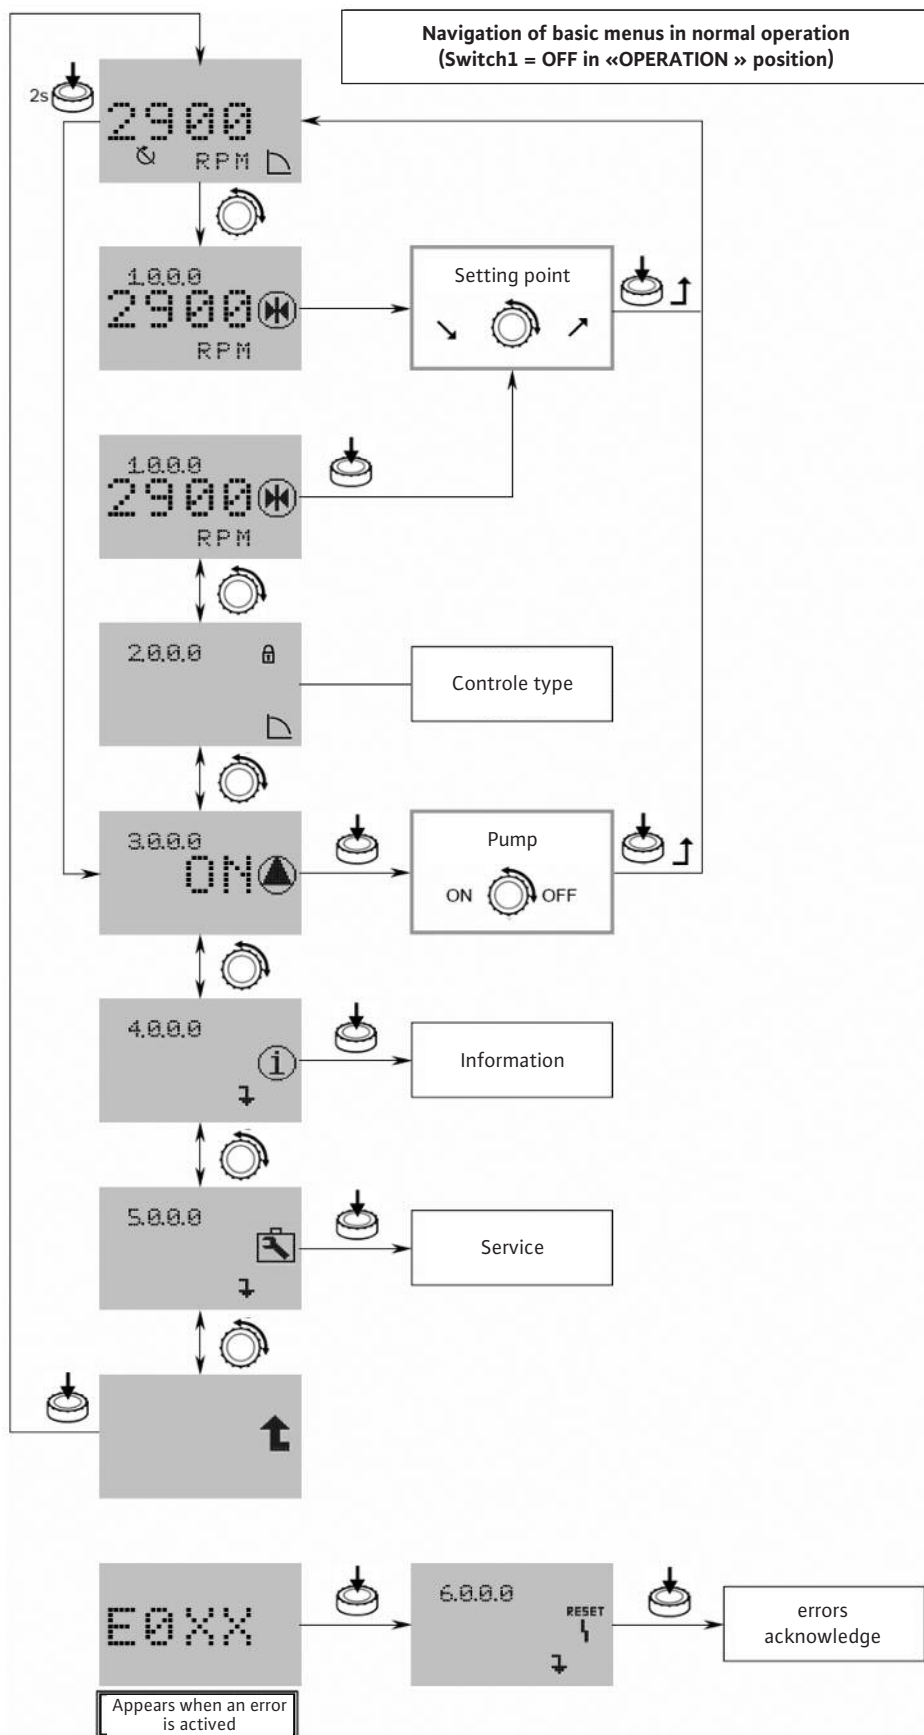 Navigation of basic menus in normal operation
(Switch1 = OFF in «OPERATION » position)
2s
2900
RPM
1.0.0.0
2900
RPM
Setting point
1.0.0.0
2900
RPM
2.0.0.0
Controle type
3.0.0.0
ON
Pump
ON
OFF
4.0.0.0
i
Information
5.0.0.0
Service
E0XX
6.0.0.0
RESET
errors
acknowledge
Appears when an error
is actived